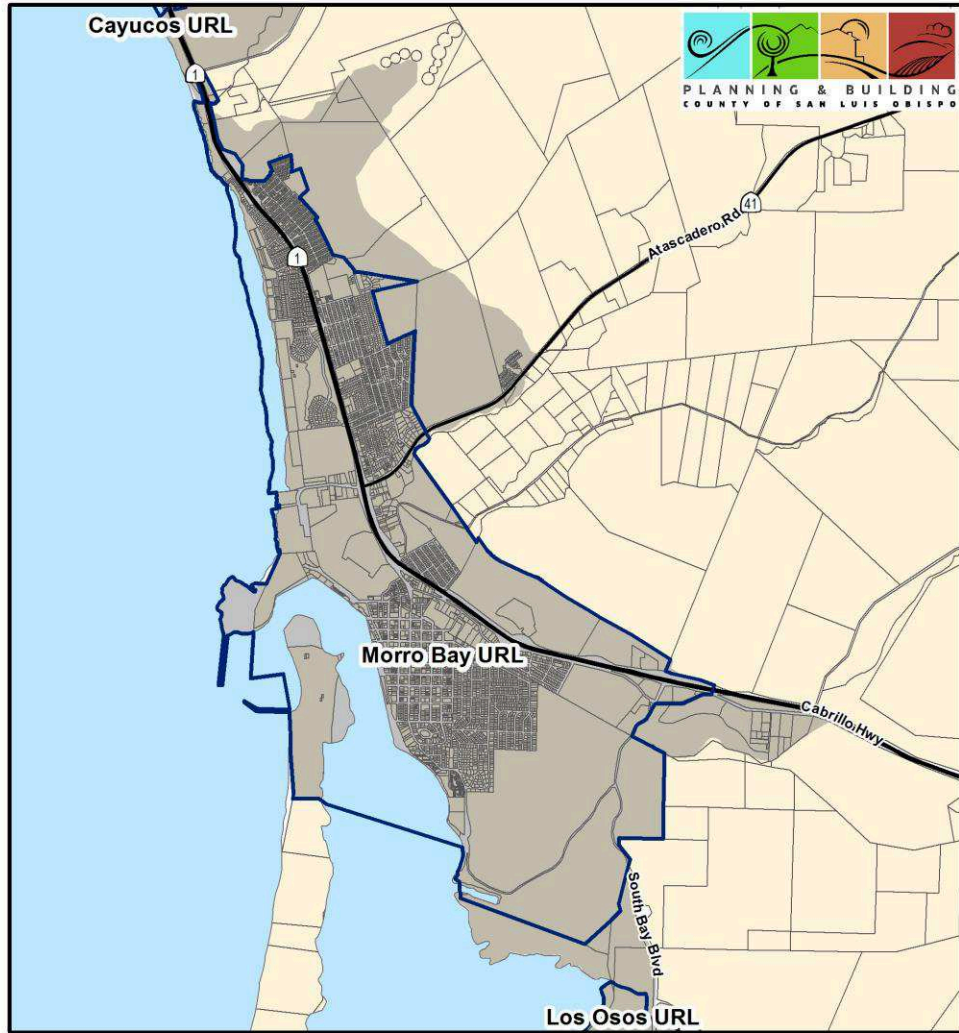 Cayucos URL
PLANNING & BUILDING
COUNTY OF SAN LUIS OBISPO
1
41
Atascadero Rd
1
Morro Bay URL
Cabrillo Hwy
South Bay Blvd
Los Osos URL